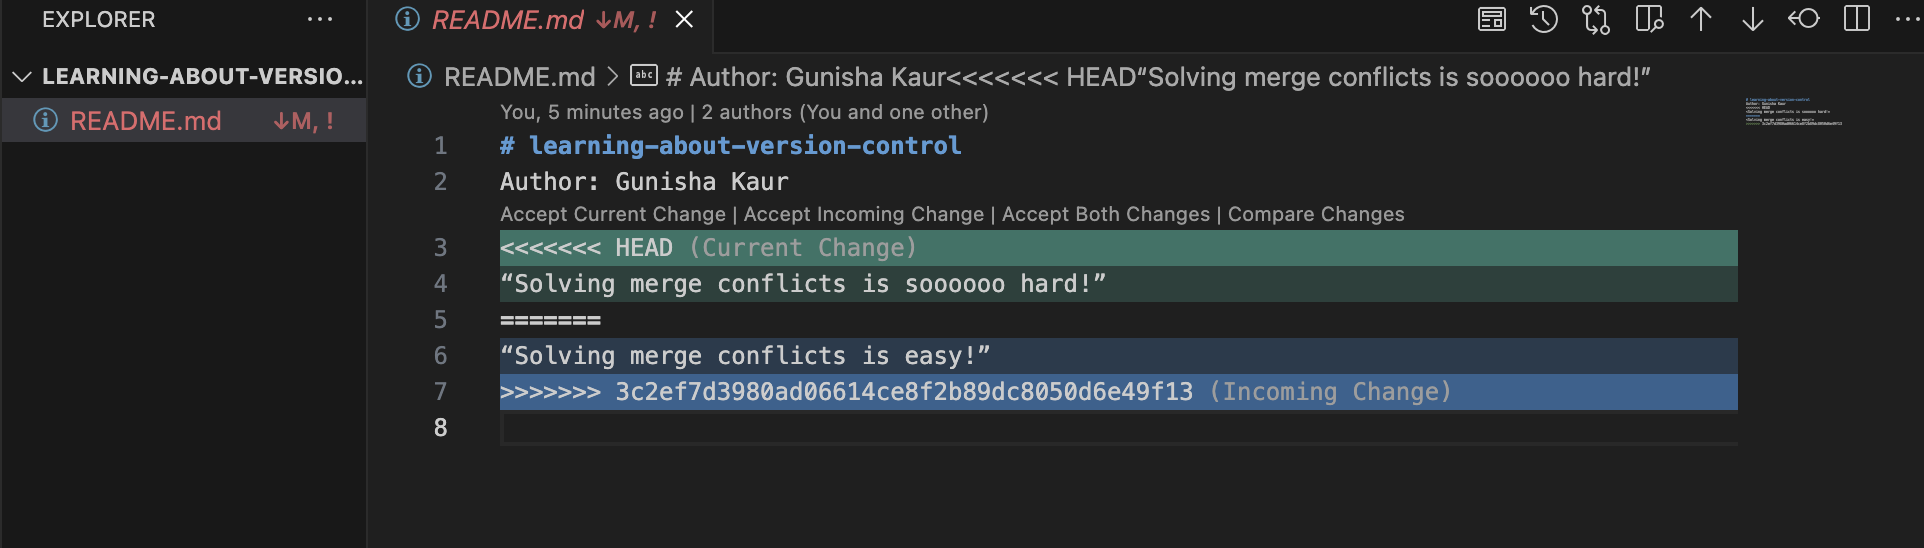 EXPLORER ...
README.md ↓M, ! ×
LEARNING-ABOUT-VERSIO...
README.md ↓M, !
README.md > abc # Author: Gunisha Kaur<<<<<<< HEAD“Solving merge conflicts is soooooo hard!”
You, 5 minutes ago | 2 authors (You and one other)
1 # learning-about-version-control
2 Author: Gunisha Kaur
Accept Current Change | Accept Incoming Change | Accept Both Changes | Compare Changes
3 <<<<<<< HEAD (Current Change)
4 “Solving merge conflicts is soooooo hard!”
5 =======
6 “Solving merge conflicts is easy!”
7 >>>>>>> 3c2ef7d3980ad06614ce8f2b89dc8050d6e49f13 (Incoming Change)
8